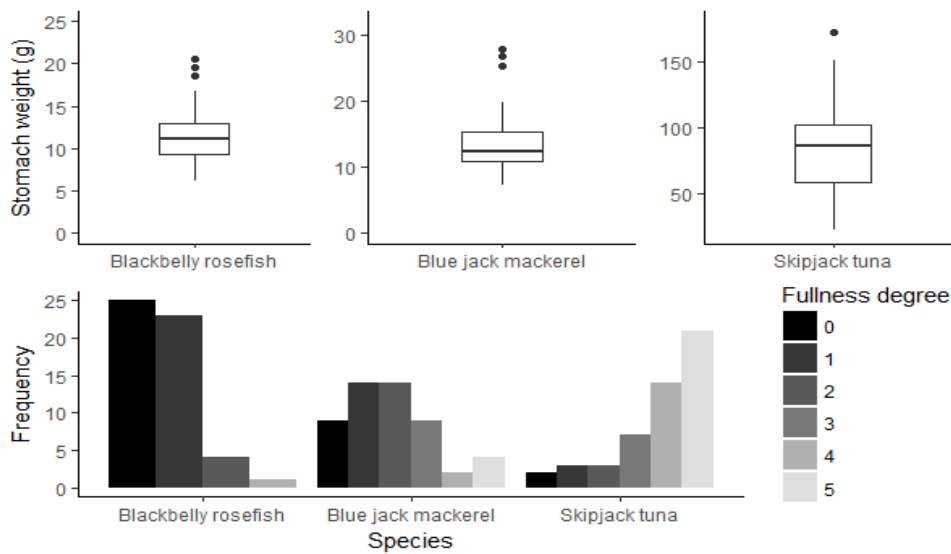 Stomach weight (g)
25
20
15
10
5
0
Blackbelly rosefish
30
20
10
0
Blue jack mackerel
150
100
50
Skipjack tuna
Frequency
25
20
15
10
5
0
Blackbelly rosefish
Blue jack mackerel
Skipjack tuna
Species
Fullness degree
0
1
2
3
4
5